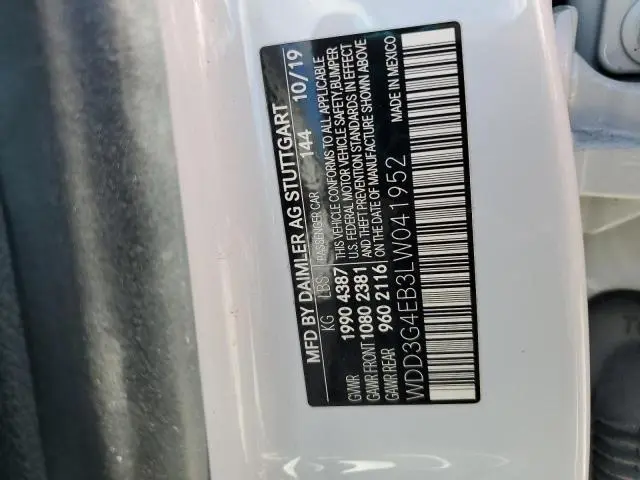 MFD BY DAIMLER AG STUTTGART
144 10/19
KG LBS PASSENGER CAR
GVWR 1990 4387 THIS VEHICLE CONFORMS TO ALL APPLICABLE
GAWR FRONT 1080 2381 U.S. FEDERAL MOTOR VEHICLE SAFETY, BUMPER
GAWR REAR 960 2116 AND THEFT PREVENTION STANDARDS IN EFFECT
ON THE DATE OF MANUFACTURE SHOWN ABOVE
MADE IN MEXICO
WDD3G4EB3LW041952